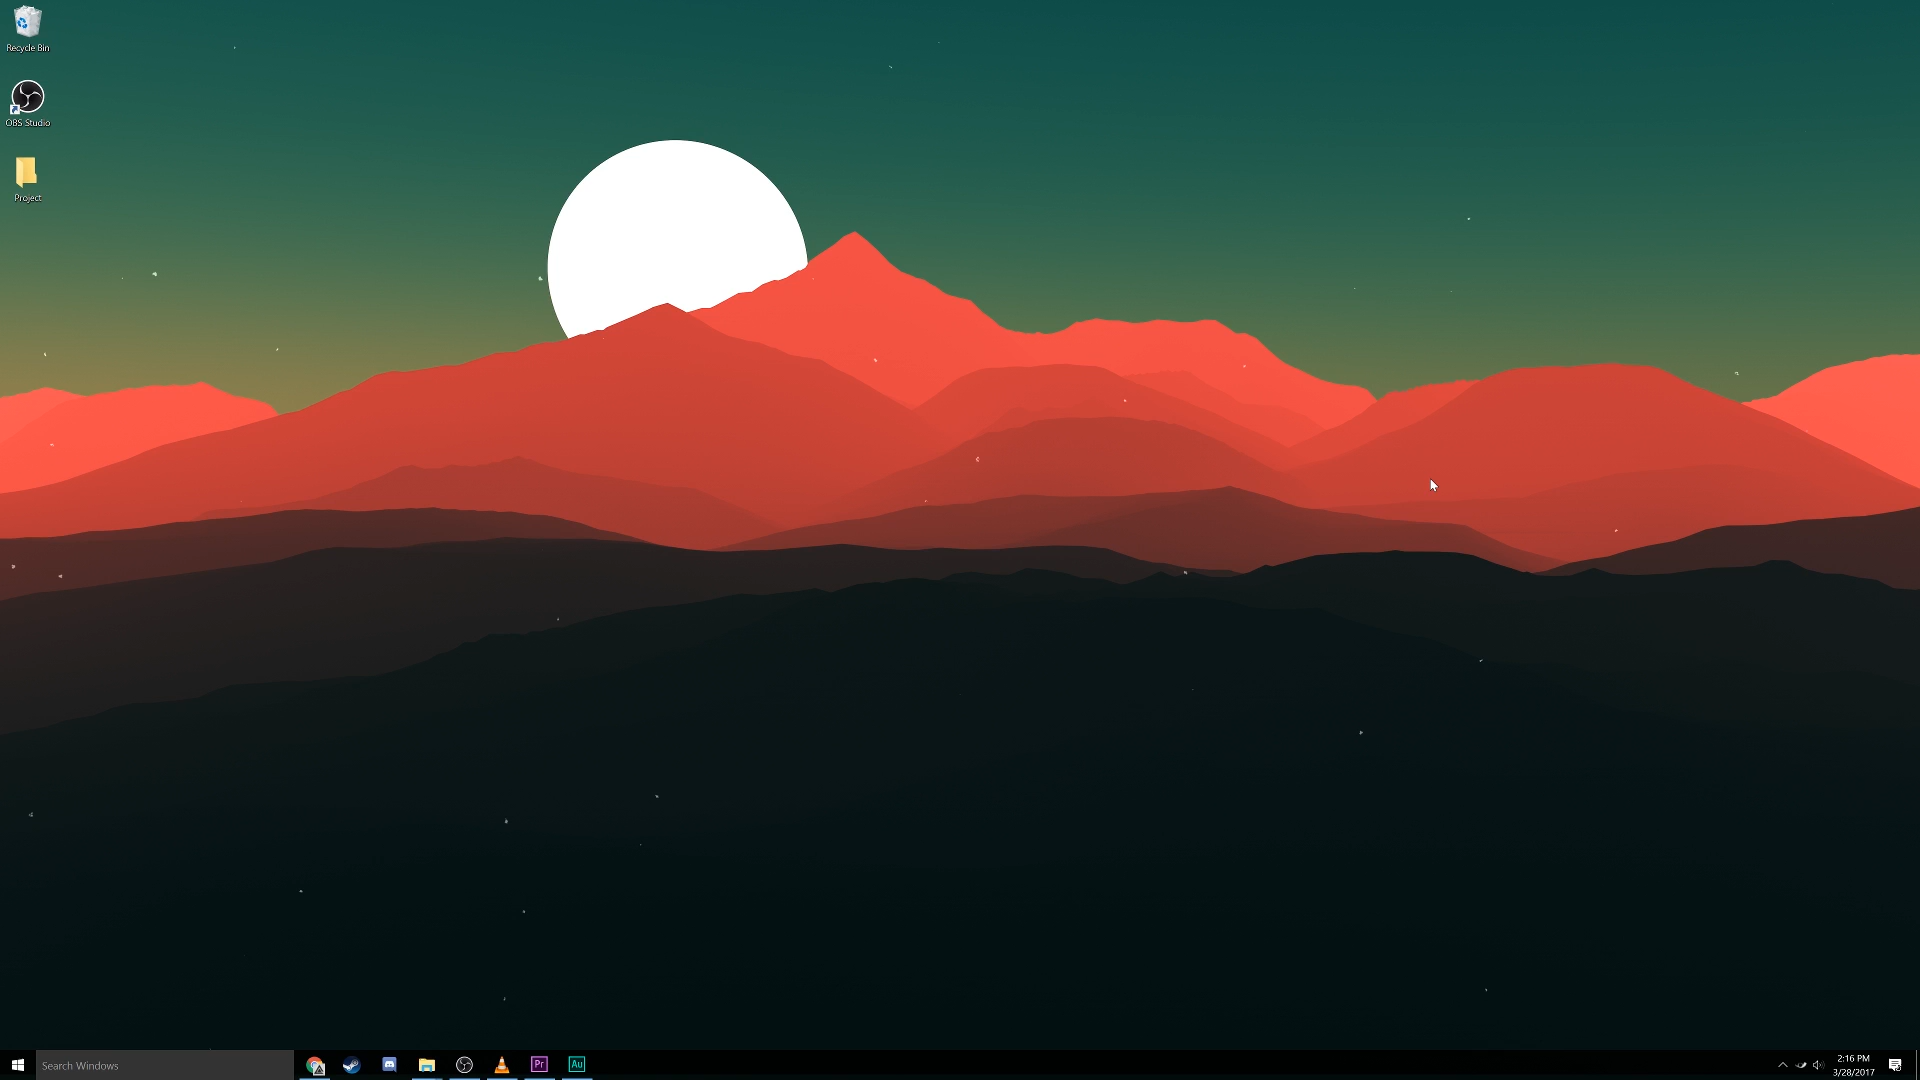 Recycle Bin
OBS Studio
Project
Search Windows
Pr
Au
2:16 PM
3/28/2017